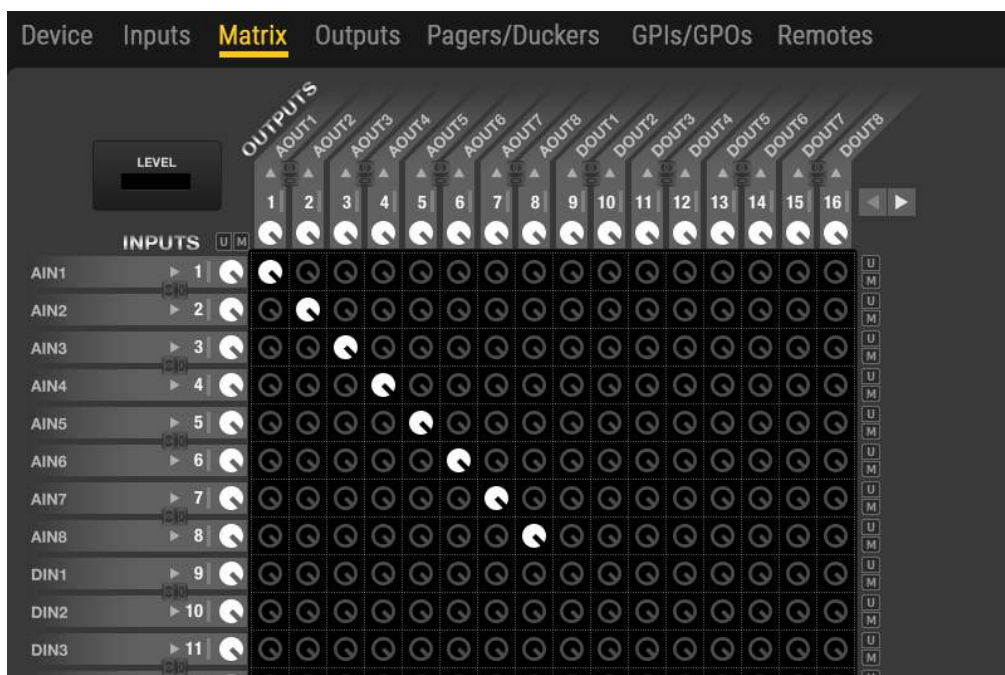 Device Inputs Matrix Outputs Pagers/Duckers GPIs/GPOs Remotes
OUTPUTS AOUT1 AOUT2 AOUT3 AOUT4 AOUT5 AOUT6 AOUT7 AOUT8 DOUT1 DOUT2 DOUT3 DOUT4 DOUT5 DOUT6 DOUT7 DOUT8
LEVEL
1 2 3 4 5 6 7 8 9 10 11 12 13 14 15 16
INPUTS U M
AIN1 1 U M
AIN2 2 U M
AIN3 3 U M
AIN4 4 U M
AIN5 5 U M
AIN6 6 U M
AIN7 7 U M
AIN8 8 U M
DIN1 9 U M
DIN2 10 U M
DIN3 11 U M